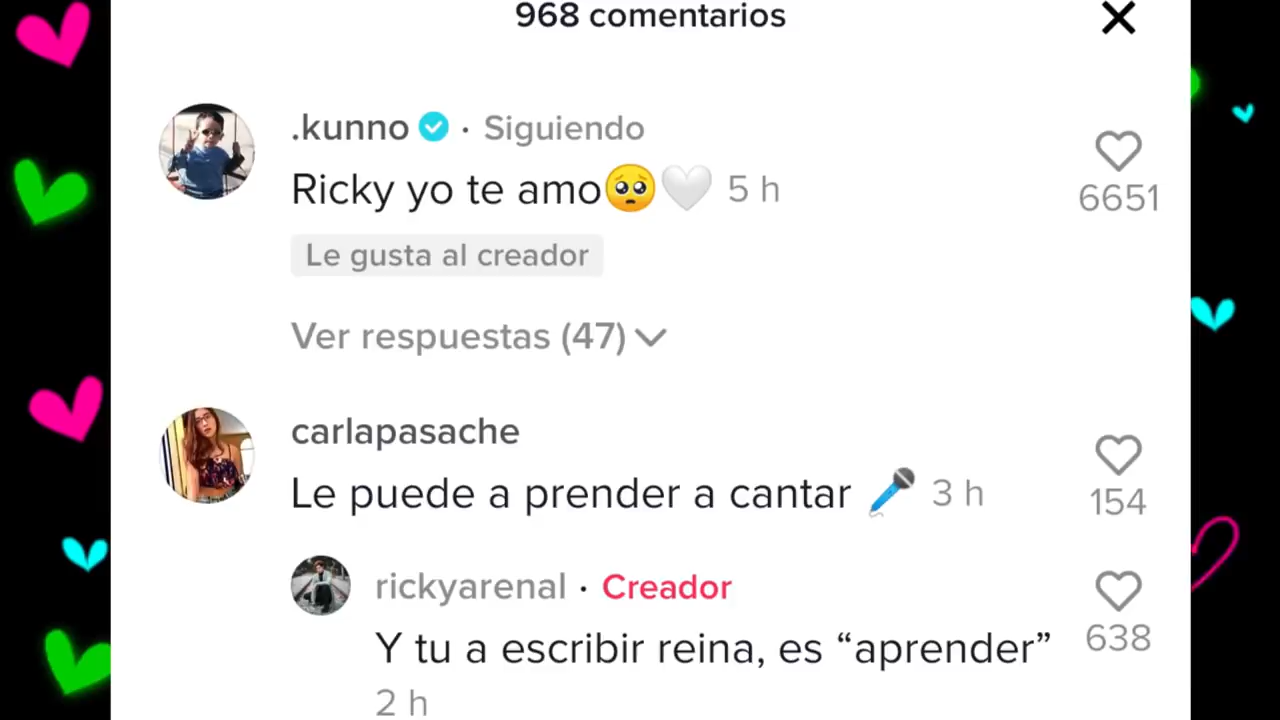 968 comentarios
.kunno · Siguiendo
Ricky yo te amo🥺🤍 5 h
6651
Le gusta al creador
Ver respuestas (47)
carlapasache
Le puede a prender a cantar 🎤 3 h
154
rickyarenal · Creador
Y tu a escribir reina, es “aprender”
638
2 h